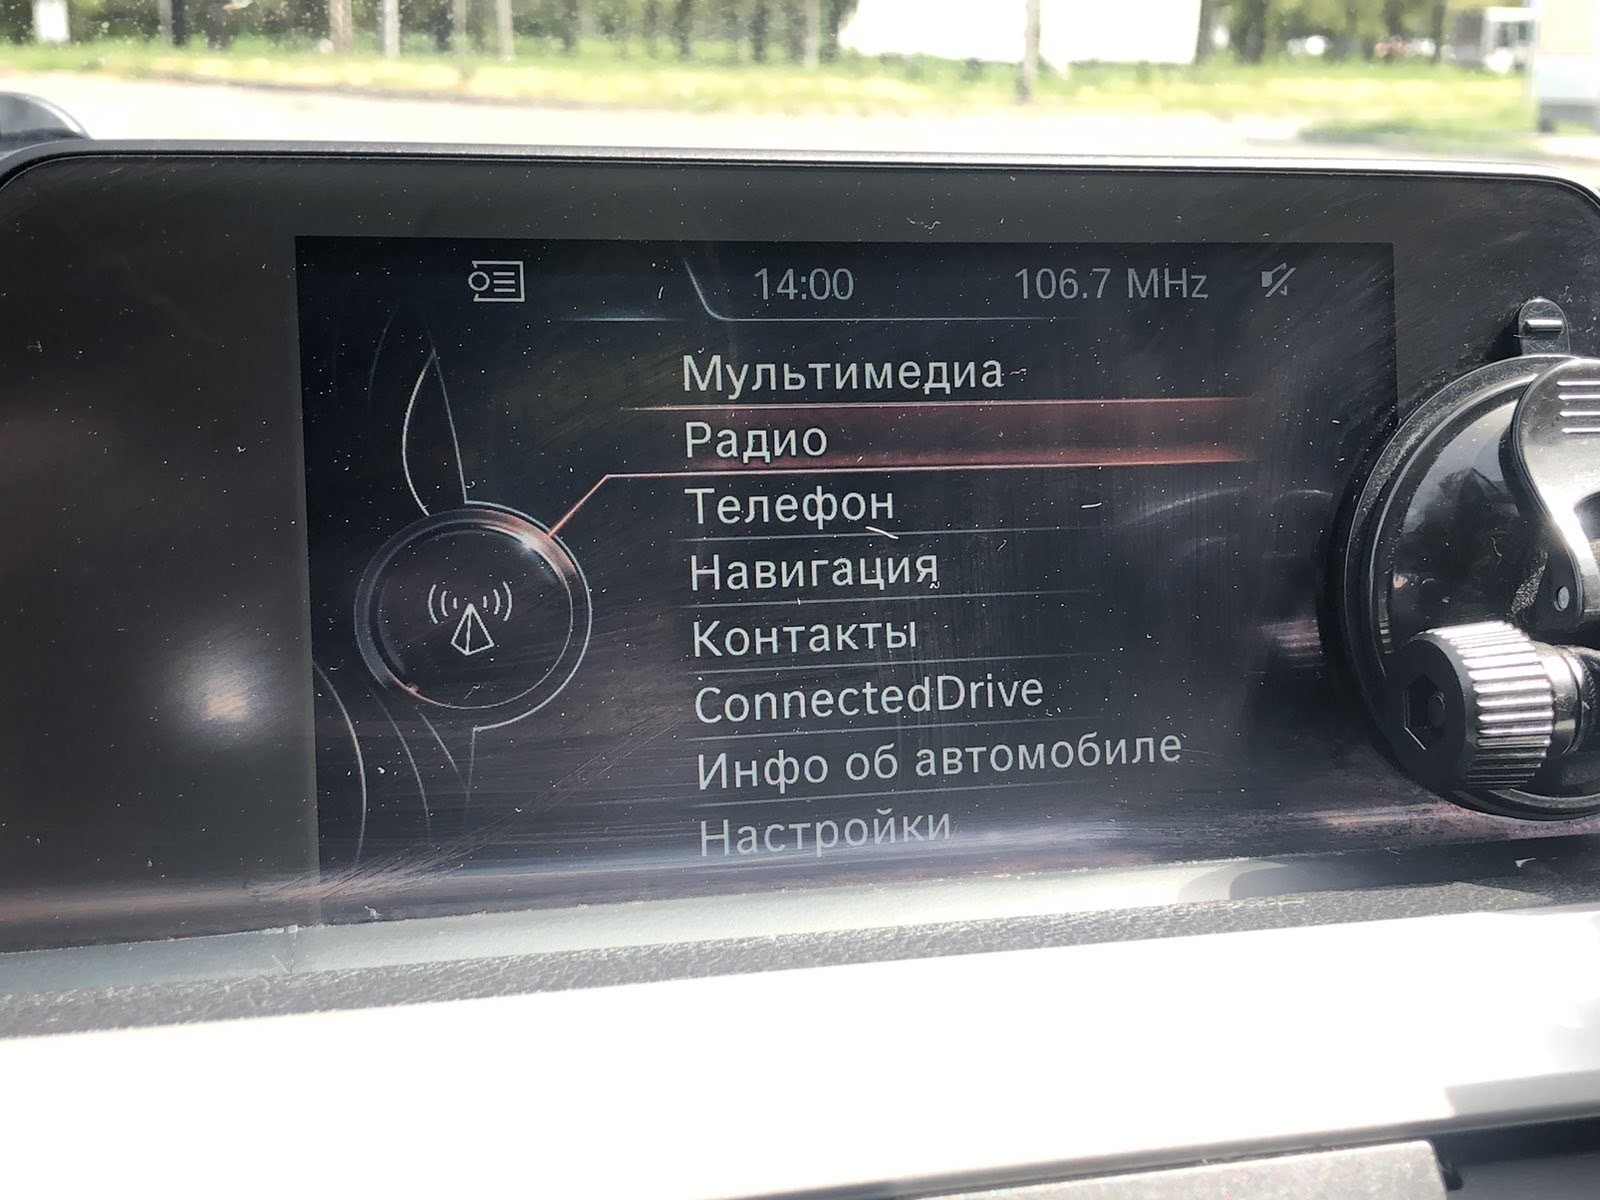 14:00 106.7 MHz
Мультимедиа
Радио
Телефон
Навигация
Контакты
ConnectedDrive
Инфо об автомобиле
Настройки